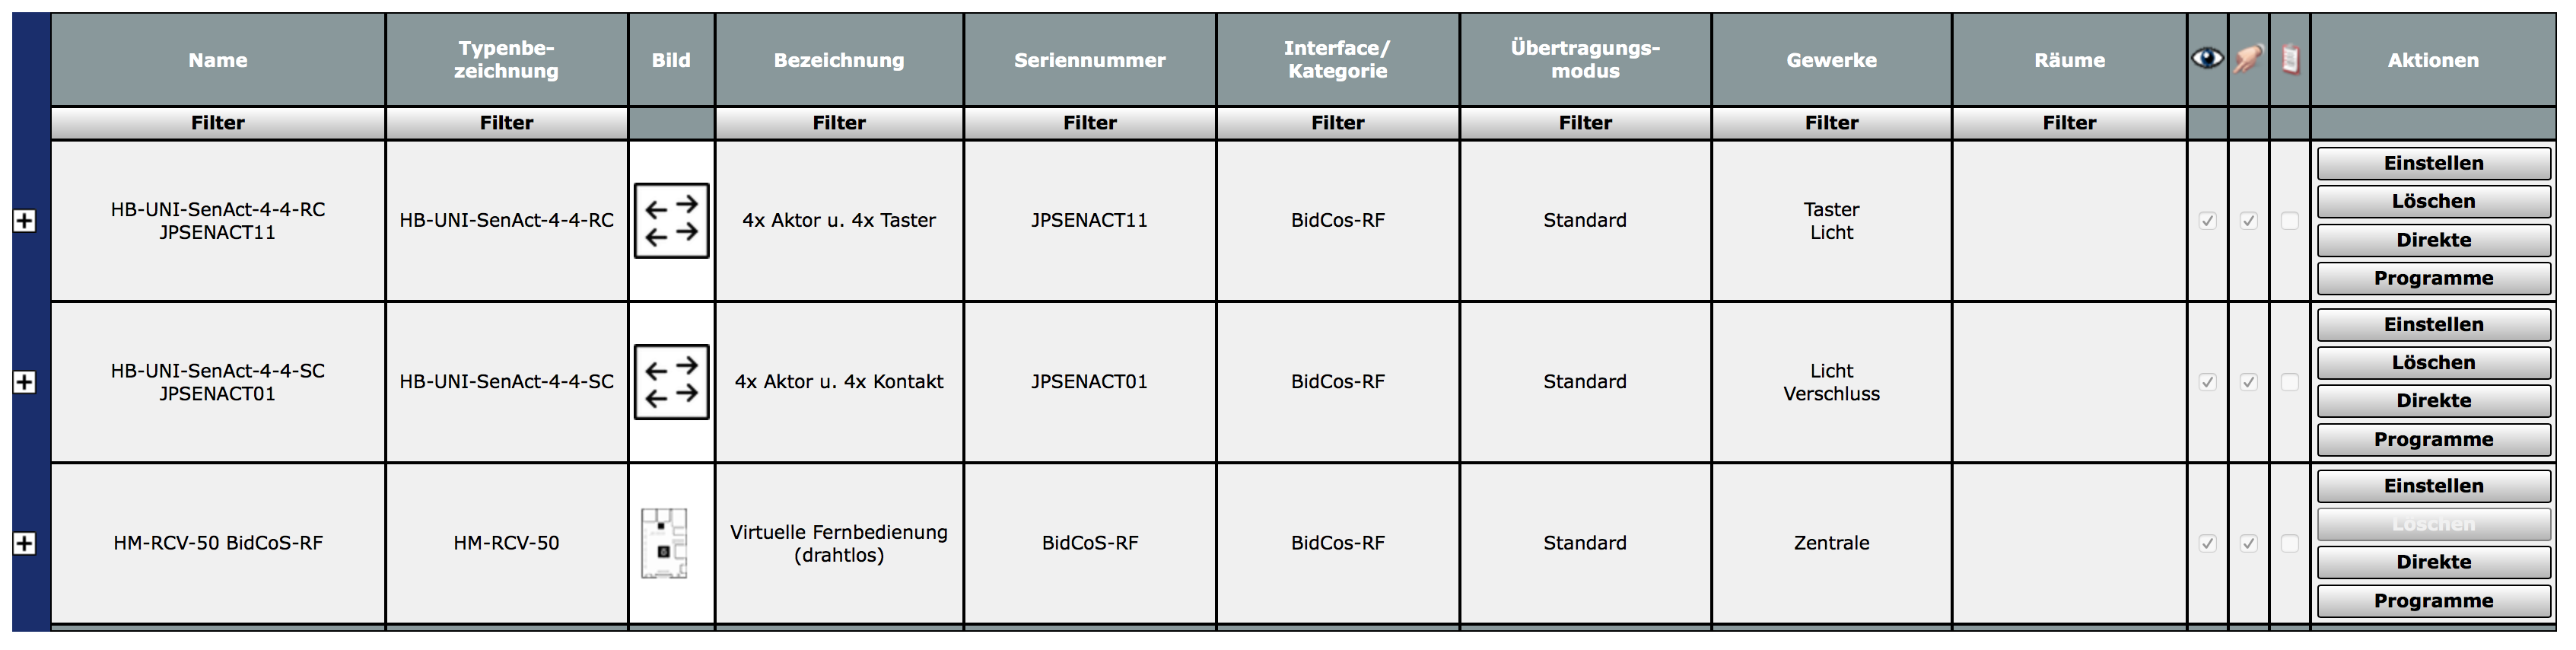 Name
Typenbe-
zeichnung
Bild
Bezeichnung
Seriennummer
Interface/
Kategorie
Übertragungs-
modus
Gewerke
Räume
Aktionen
Filter
Filter
Filter
Filter
Filter
Filter
Filter
Filter
HB-UNI-SenAct-4-4-RC
JPSENACT11
HB-UNI-SenAct-4-4-RC
4x Aktor u. 4x Taster
JPSENACT11
BidCos-RF
Standard
Taster
Licht
Einstellen
Löschen
Direkte
Programme
HB-UNI-SenAct-4-4-SC
JPSENACT01
HB-UNI-SenAct-4-4-SC
4x Aktor u. 4x Kontakt
JPSENACT01
BidCos-RF
Standard
Licht
Verschluss
Einstellen
Löschen
Direkte
Programme
HM-RCV-50 BidCoS-RF
HM-RCV-50
Virtuelle Fernbedienung
(drahtlos)
BidCoS-RF
BidCos-RF
Standard
Zentrale
Einstellen
Löschen
Direkte
Programme